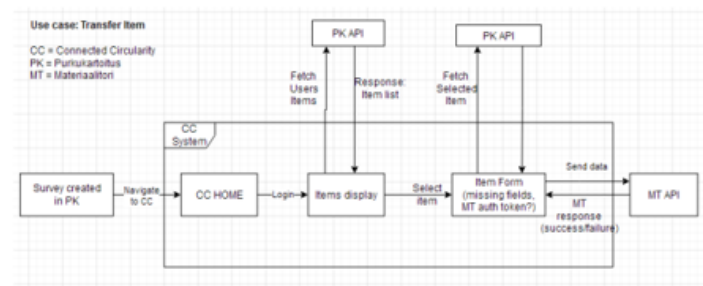 Use case: Transfer Item
CC = Connected Circularity
PK = Purkukartoitus
MT = Materiaalitori
PK API
PK API
Fetch
Users
Items
Response:
Item list
Fetch
Selected
Item
CC
System
Survey created
in PK
Navigate
to CC
CC HOME
Login
Items display
Select
item
Item Form
(missing fields,
MT auth token?)
Send data
MT
response
(success/failure)
MT API